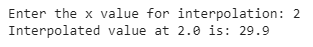 Enter the x value for interpolation: 2
Interpolated value at 2.0 is: 29.9